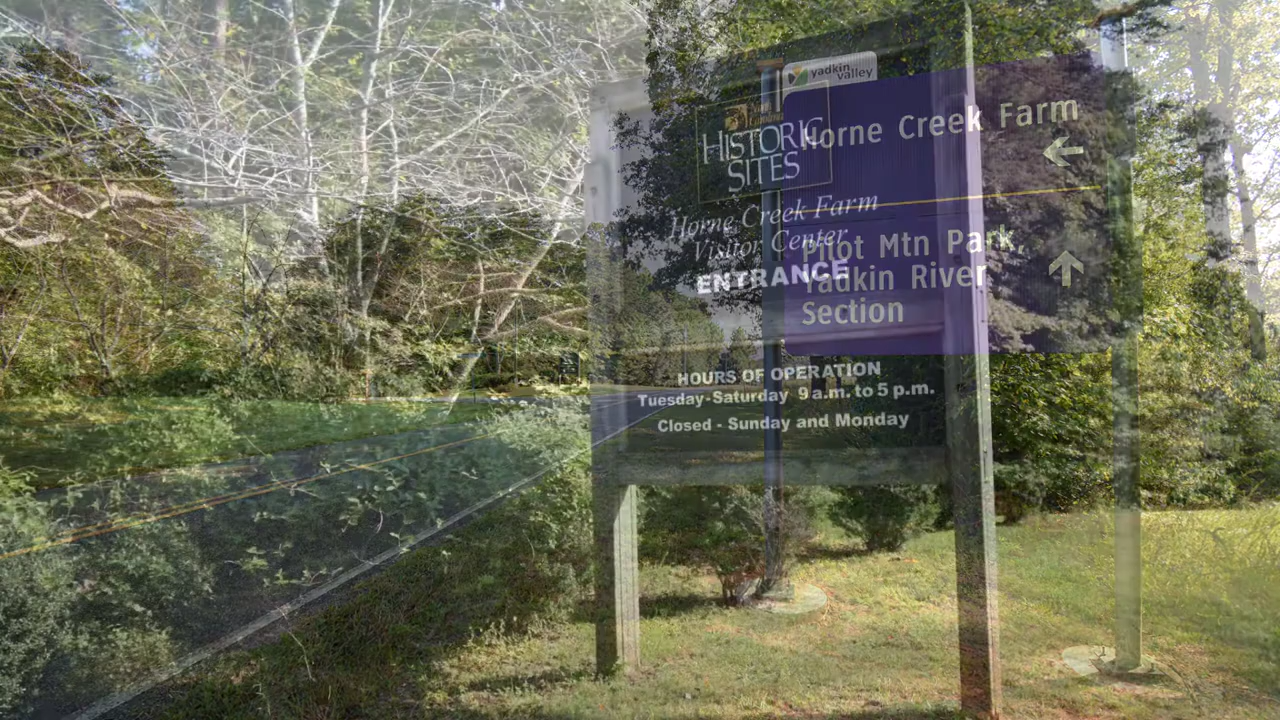 yadkin
valley
Horne Creek Farm
←
Pilot Mtn Park,
Yadkin River
↑
Section
HISTORIC
SITES
Horne Creek Farm
Visitor Center
ENTRANCE
HOURS OF OPERATION
Tuesday-Saturday 9 a.m. to 5 p.m.
Closed - Sunday and Monday